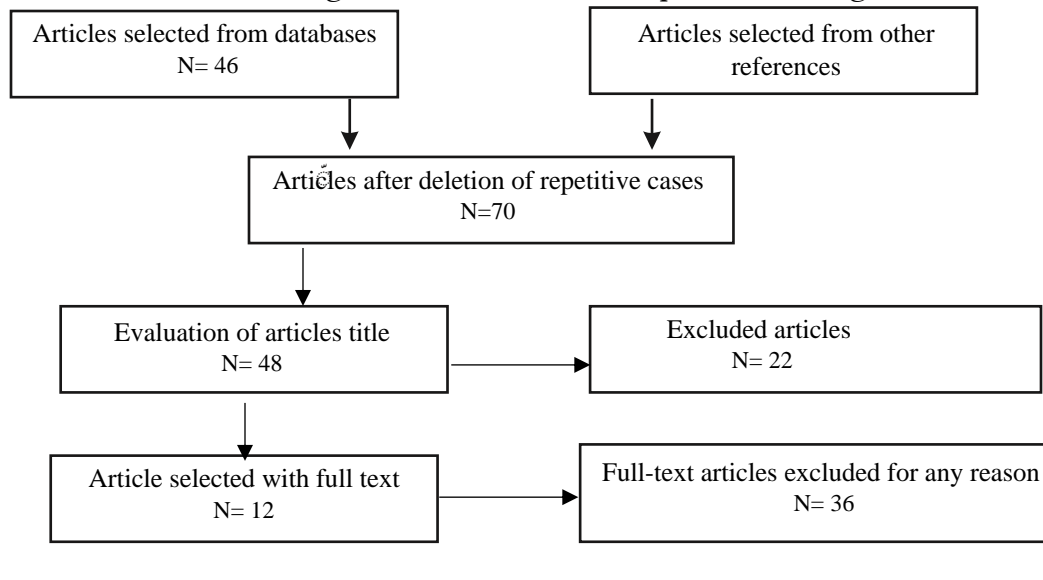 Articles selected from databases
N= 46
Articles selected from other
references
Articles after deletion of repetitive cases
N=70
Evaluation of articles title
N= 48
Excluded articles
N= 22
Article selected with full text
N= 12
Full-text articles excluded for any reason
N= 36